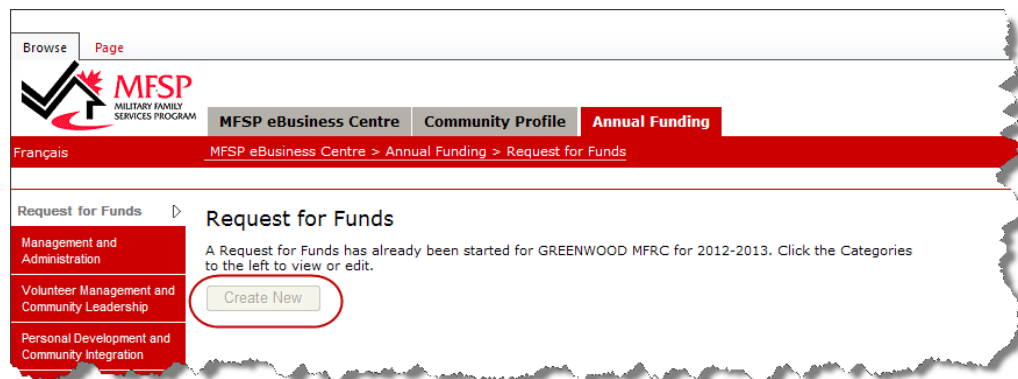 Browse Page
MFSP
MILITARY FAMILY
SERVICES PROGRAM
MFSP eBusiness Centre Community Profile Annual Funding
Français MFSP eBusiness Centre > Annual Funding > Request for Funds
Request for Funds
Management and
Administration
Volunteer Management and
Community Leadership
Personal Development and
Community Integration
Request for Funds
A Request for Funds has already been started for GREENWOOD MFRC for 2012-2013. Click the Categories
to the left to view or edit.
Create New